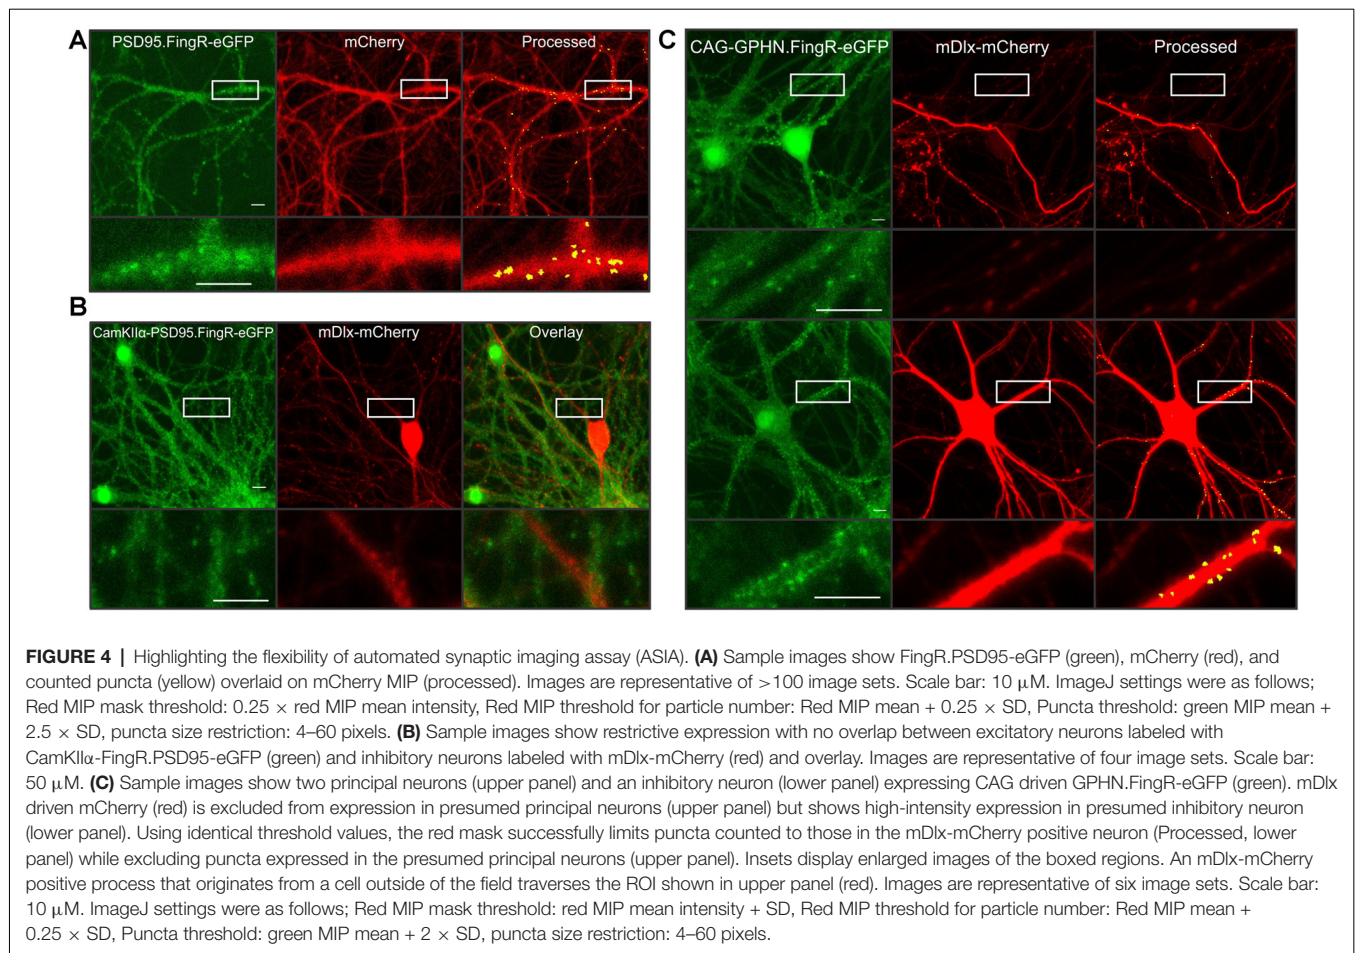 A
PSD95.FingR-eGFP
mCherry
Processed
B
CamKIIα-PSD95.FingR-eGFP
mDlx-mCherry
Overlay
C
CAG-GPHN.FingR-eGFP
mDlx-mCherry
Processed
FIGURE 4 | Highlighting the flexibility of automated synaptic imaging assay (ASIA). (A) Sample images show FingR.PSD95-eGFP (green), mCherry (red), and
counted puncta (yellow) overlaid on mCherry MIP (processed). Images are representative of >100 image sets. Scale bar: 10 µM. ImageJ settings were as follows;
Red MIP mask threshold: 0.25 × red MIP mean intensity, Red MIP threshold for particle number: Red MIP mean + 0.25 × SD, Puncta threshold: green MIP mean +
2.5 × SD, puncta size restriction: 4–60 pixels. (B) Sample images show restrictive expression with no overlap between excitatory neurons labeled with
CamKIIα-FingR.PSD95-eGFP (green) and inhibitory neurons labeled with mDlx-mCherry (red) and overlay. Images are representative of four image sets. Scale bar:
50 µM. (C) Sample images show two principal neurons (upper panel) and an inhibitory neuron (lower panel) expressing CAG driven GPHN.FingR-eGFP (green). mDlx
driven mCherry (red) is excluded from expression in presumed principal neurons (upper panel) but shows high-intensity expression in presumed inhibitory neuron
(lower panel). Using identical threshold values, the red mask successfully limits puncta counted to those in the mDlx-mCherry positive neuron (Processed, lower
panel) while excluding puncta expressed in the presumed principal neurons (upper panel). Insets display enlarged images of the boxed regions. An mDlx-mCherry
positive process that originates from a cell outside of the field traverses the ROI shown in upper panel (red). Images are representative of six image sets. Scale bar:
10 µM. ImageJ settings were as follows; Red MIP mask threshold: red MIP mean intensity + SD, Red MIP threshold for particle number: Red MIP mean +
0.25 × SD, Puncta threshold: green MIP mean + 2 × SD, puncta size restriction: 4–60 pixels.